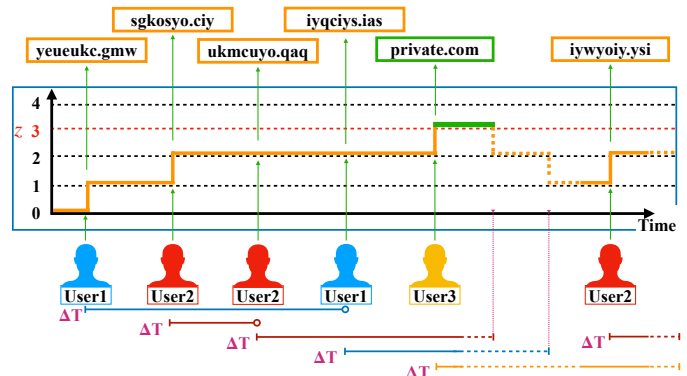 sgkosyo.ciy
iyqciys.ias
yeueukc.gmw
ukmcuyo.qaq
private.com
iywyoiy.ysi
4
z 3
2
1
0
Time
User1
User2
User2
User1
User3
User2
ΔT
ΔT
ΔT
ΔT
ΔT
ΔT